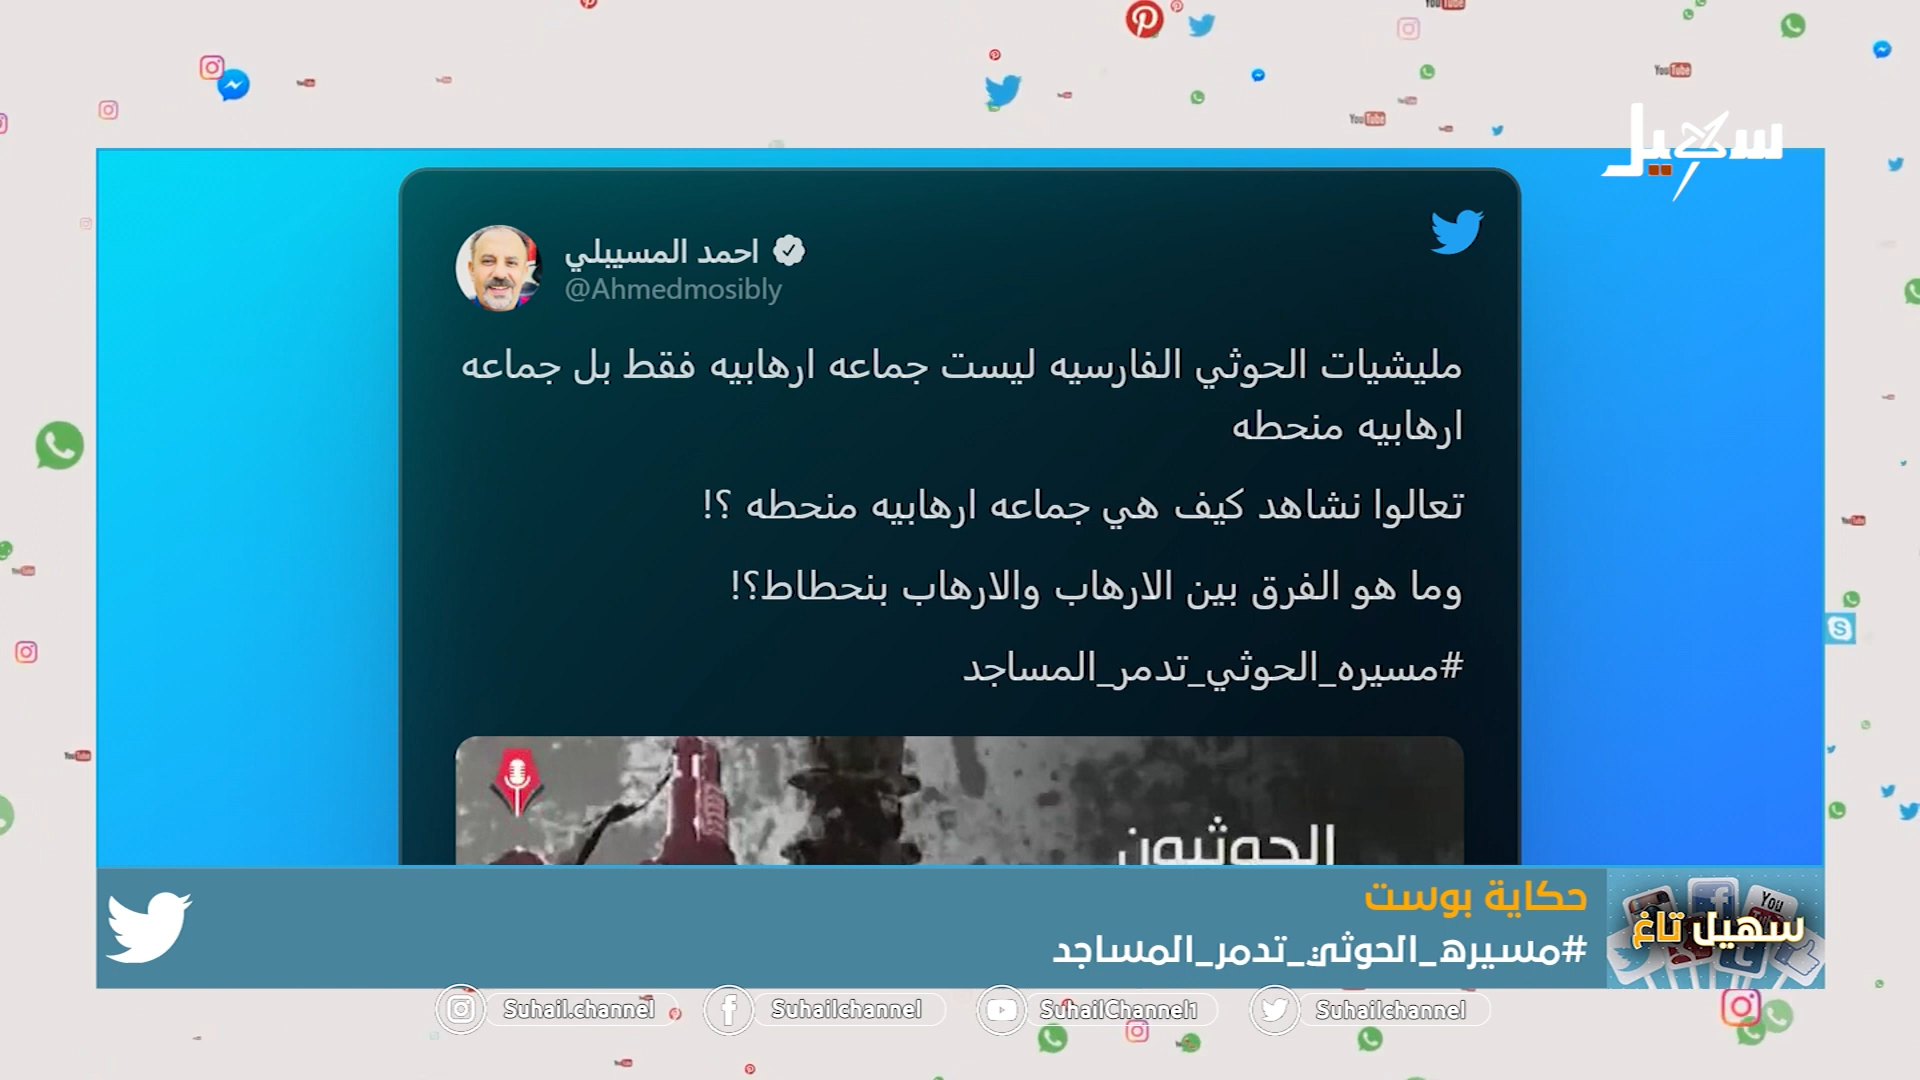 سهيل
احمد المسيبلي
@Ahmedmosibly
مليشيات الحوثي الفارسيه ليست جماعه ارهابيه فقط بل جماعه
ارهابيه منحطه
تعالوا نشاهد كيف هي جماعه ارهابيه منحطه ؟!
وما هو الفرق بين الارهاب والارهاب بنحطاط؟!
#مسيره_الحوثي_تدمر_المساجد
الحوثيون
حكاية بوست
#مسيره_الحوثي_تدمر_المساجد
سهيل تاغ
Suhail.channel
Suhailchannel
SuhailChannel1
Suhailchannel